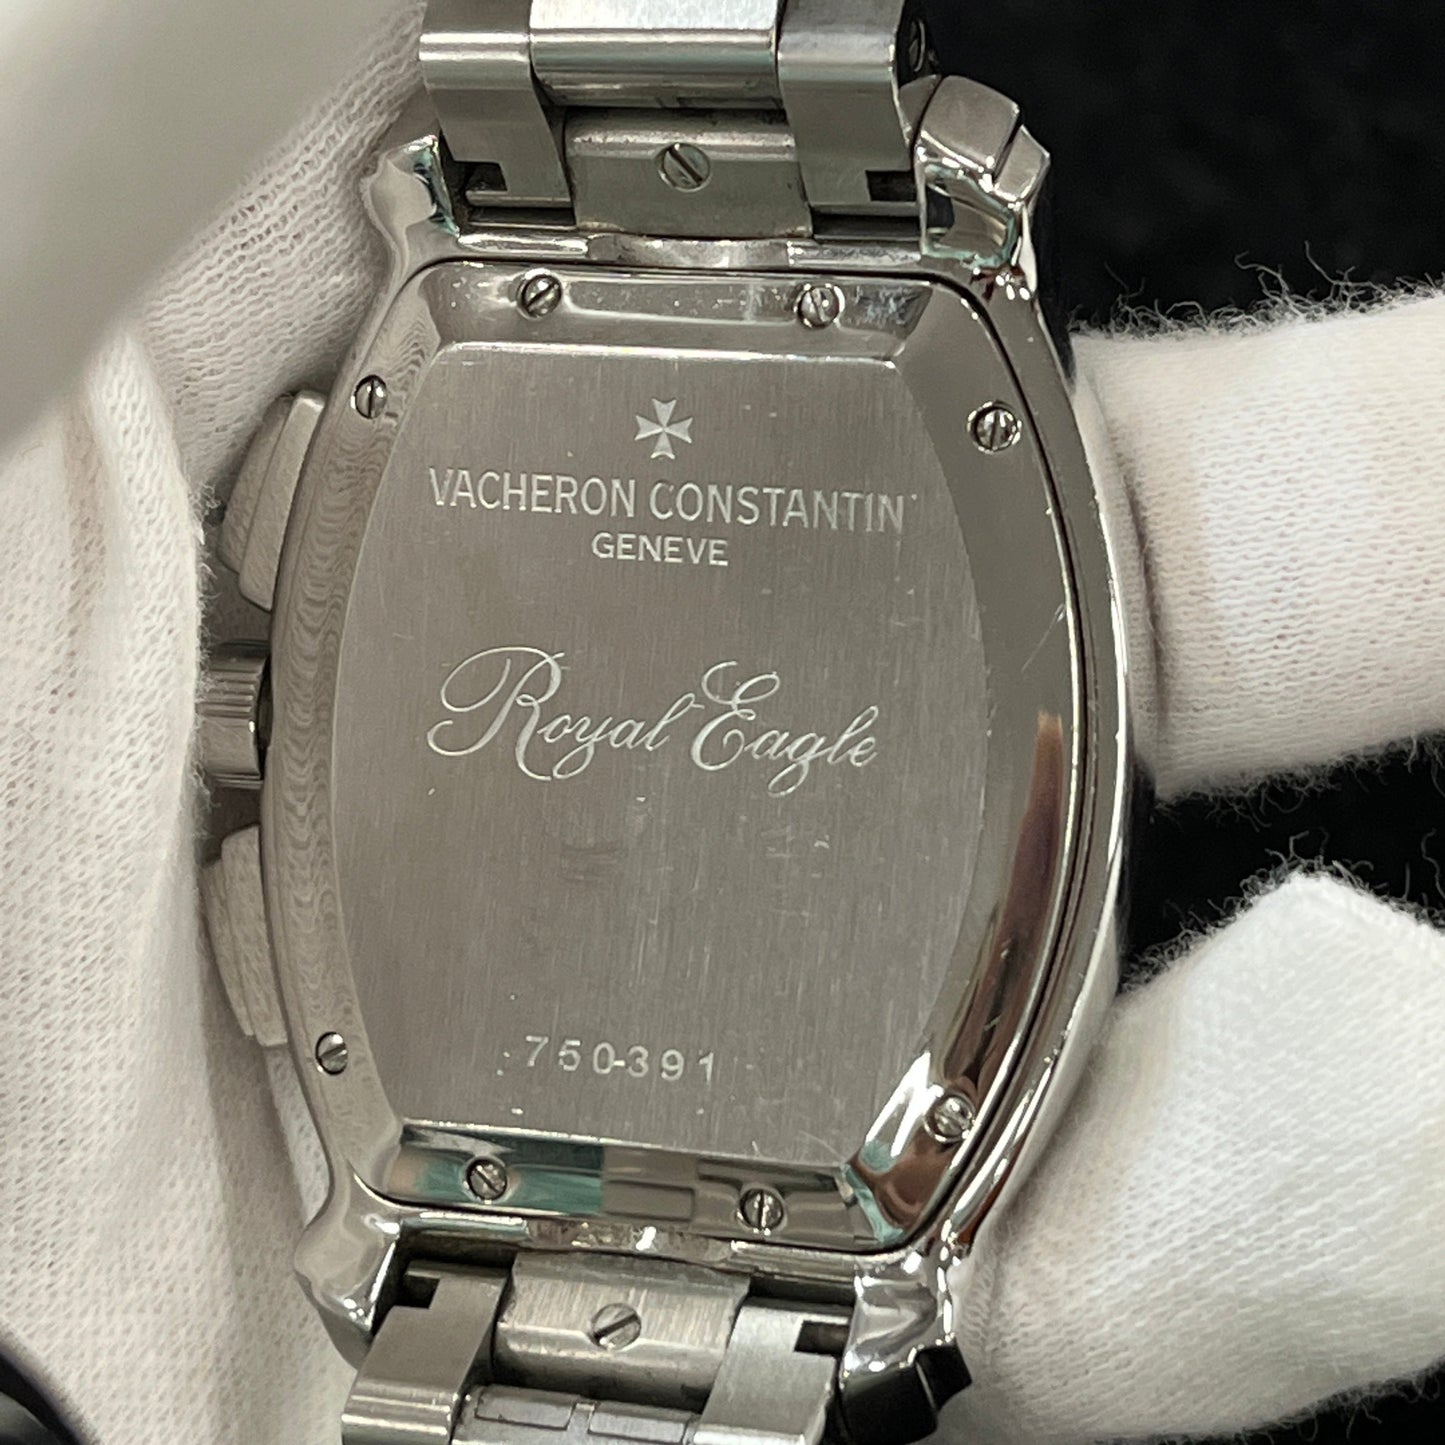 VACHERON CONSTANTIN
GENEVE
Royal Eagle
750391